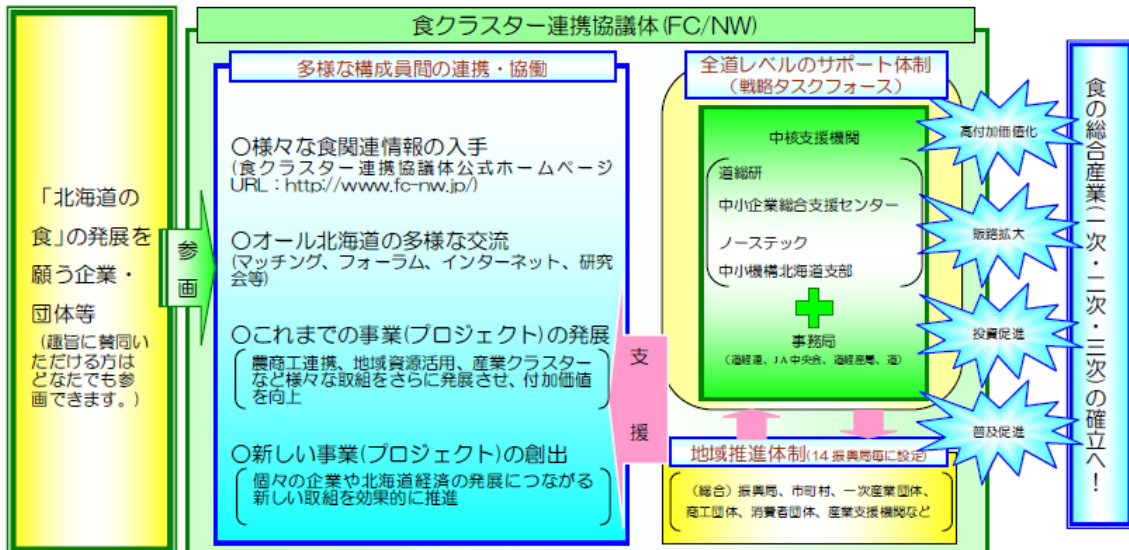 食クラスター連携協議体(FC/NW)
「北海道の
食」の発展を
願う企業・
団体等
(趣旨に賛同い
ただける方は
どなたでも参
画できます。)
参画
多様な構成員間の連携・協働
〇様々な食関連情報の入手
(食クラスター連携協議体公式ホームページ
URL:http://www.fc-nw.jp/)
〇オール北海道の多様な交流
(マッチング、フォーラム、インターネット、研究
会等)
〇これまでの事業(プロジェクト)の発展
農商工連携、地域資源活用、産業クラスター
など様々な取組をさらに発展させ、付加価値
を向上
〇新しい事業(プロジェクト)の創出
個々の企業や北海道経済の発展につながる
新しい取組を効果的に推進
支援
全道レベルのサポート体制
(戦略タスクフォース)
中核支援機関
道総研
中小企業総合支援センター
ノーステック
中小機構北海道支部
事務局
(道経連、JA中央会、道経産局、道)
地域推進体制(14振興局毎に設定)
(総合)振興局、市町村、一次産業団体、
商工団体、消費者団体、産業支援機関など
高付加価値化
販路拡大
投資促進
普及促進
食の総合産業(一次・二次・三次)の確立へ!